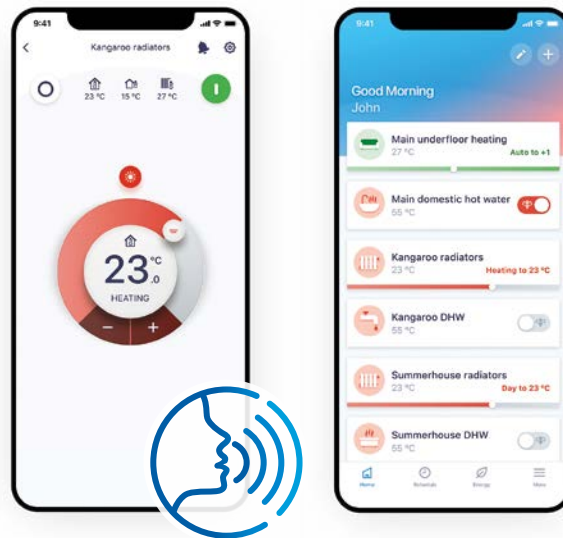 9:41
Kangaroo radiators
23 °C 15 °C 27 °C
23 °C .0
HEATING
− +
9:41
Good Morning
John
Main underfloor heating
27 °C Auto to +1
Main domestic hot water
55 °C
Kangaroo radiators
23 °C Heating to 23 °C
Kangaroo DHW
55 °C
Summerhouse radiators
23 °C Day to 23 °C
Summerhouse DHW
55 °C
Home Schedule Energy More